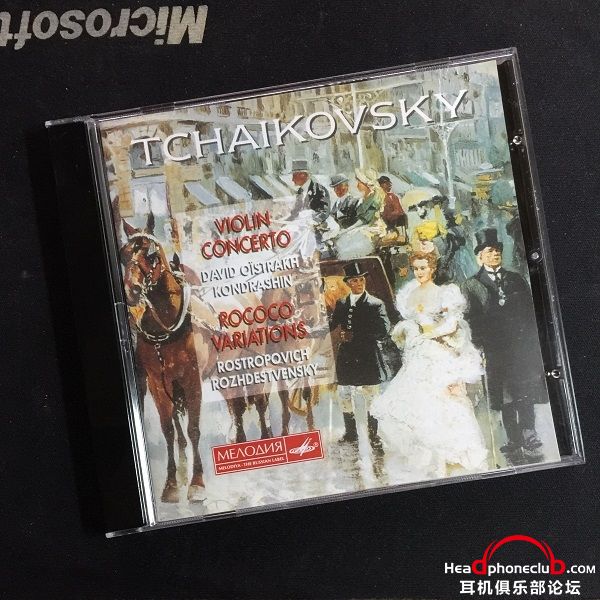 Microsoft
TCHAIKOVSKY
VIOLIN
CONCERTO
DAVID OÏSTRAKH
KONDRASHIN
ROCOCO
VARIATIONS
ROSTROPOVICH
ROZHDESTVENSKY
МЕЛОДИЯ
MELODIYA - THE RUSSIAN LABEL
Headphoneclub.com
耳机俱乐部论坛